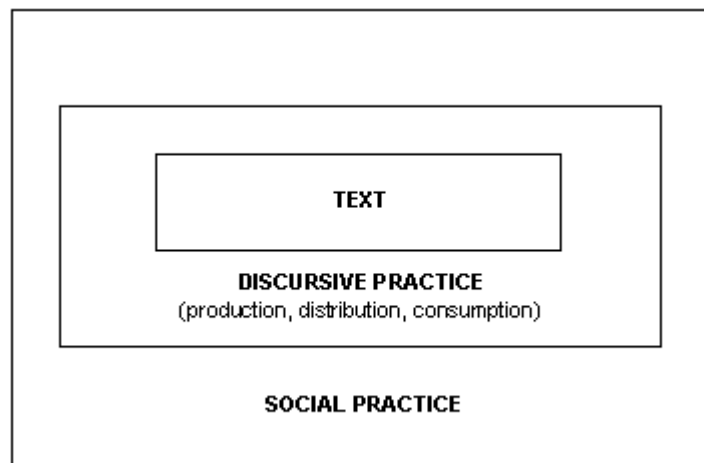 TEXT
DISCURSIVE PRACTICE
(production, distribution, consumption)
SOCIAL PRACTICE